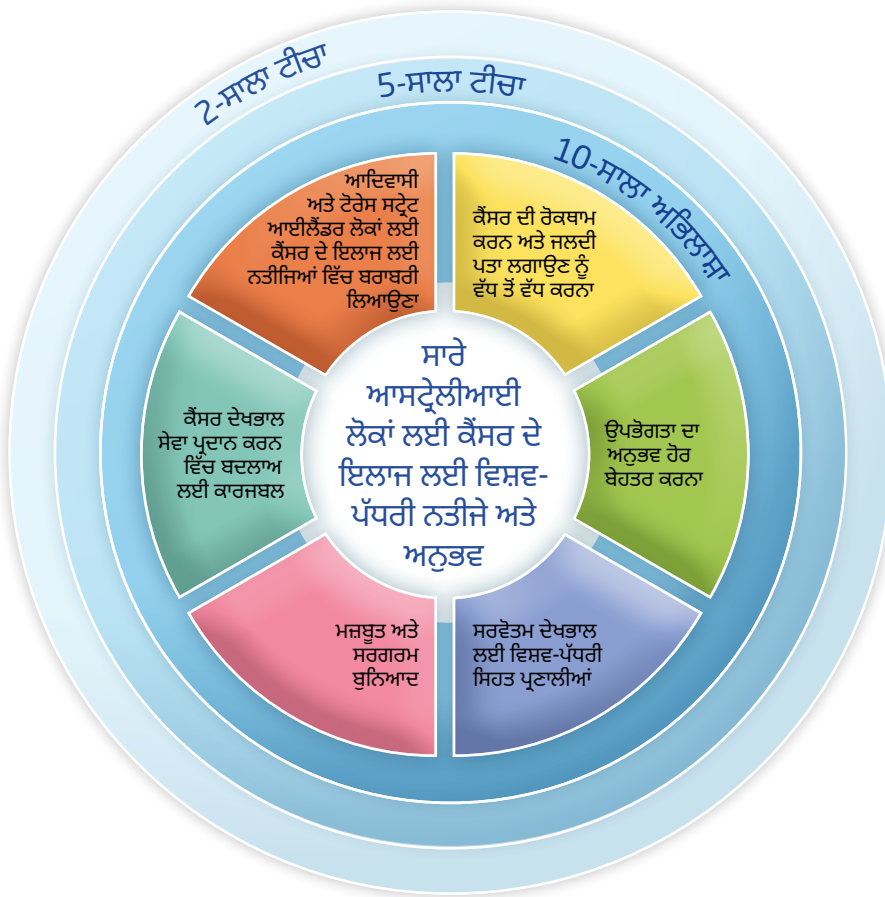 2-ਸਾਲਾ ਟੀਚਾ
5-ਸਾਲਾ ਟੀਚਾ
10-ਸਾਲਾ ਅਭਿਲਾਸ਼ਾ
ਆਦਿਵਾਸੀ
ਅਤੇ ਟੋਰੇਸ ਸਟ੍ਰੇਟ
ਆਈਲੈਂਡਰ ਲੋਕਾਂ ਲਈ
ਕੈਂਸਰ ਦੇ ਇਲਾਜ ਲਈ
ਨਤੀਜਿਆਂ ਵਿੱਚ ਬਰਾਬਰੀ
ਲਿਆਉਣਾ
ਕੈਂਸਰ ਦੀ ਰੋਕਥਾਮ
ਕਰਨ ਅਤੇ ਜਲਦੀ
ਪਤਾ ਲਗਾਉਣ ਨੂੰ
ਵੱਧ ਤੋਂ ਵੱਧ ਕਰਨਾ
ਉਪਭੋਗਤਾ ਦਾ
ਅਨੁਭਵ ਹੋਰ
ਬੇਹਤਰ ਕਰਨਾ
ਸਰਵੋਤਮ ਦੇਖਭਾਲ
ਲਈ ਵਿਸ਼ਵ-ਪੱਧਰੀ
ਸਿਹਤ ਪ੍ਰਣਾਲੀਆਂ
ਮਜ਼ਬੂਤ ਅਤੇ
ਸਰਗਰਮ
ਬੁਨਿਆਦ
ਕੈਂਸਰ ਦੇਖਭਾਲ
ਸੇਵਾ ਪ੍ਰਦਾਨ ਕਰਨ
ਵਿੱਚ ਬਦਲਾਅ
ਲਈ ਕਾਰਜਬਲ
ਸਾਰੇ
ਆਸਟ੍ਰੇਲੀਆਈ
ਲੋਕਾਂ ਲਈ ਕੈਂਸਰ ਦੇ
ਇਲਾਜ ਲਈ ਵਿਸ਼ਵ-
ਪੱਧਰੀ ਨਤੀਜੇ ਅਤੇ
ਅਨੁਭਵ